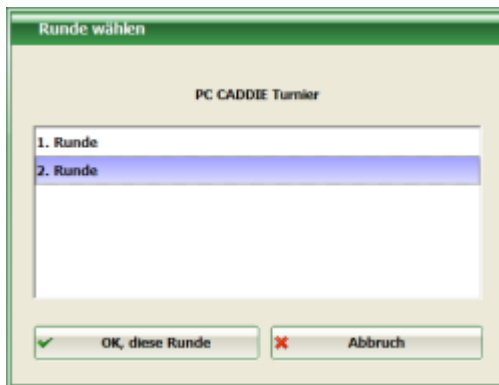 Runde wählen
PC CADDIE Turnier
1. Runde
2. Runde
OK, diese Runde
Abbruch